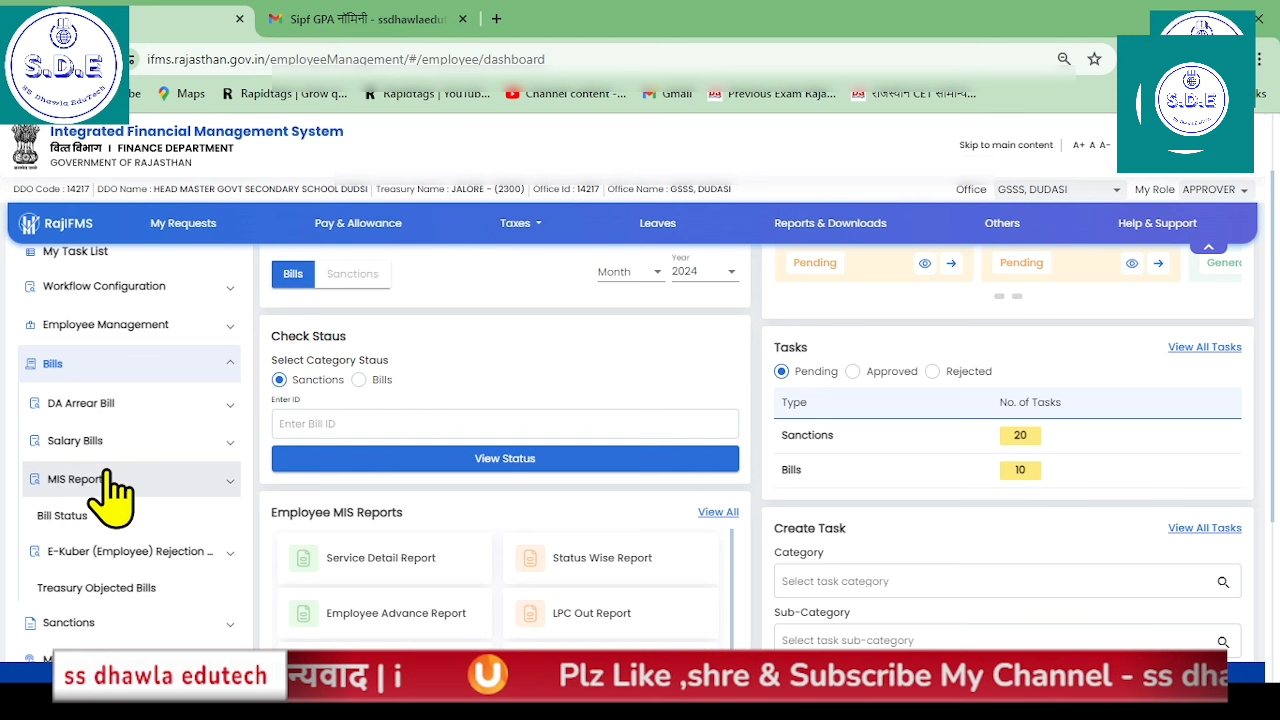 Sipf GPA नॉमिनी - ssdhawlaedut
ifms.rajasthan.gov.in/employeeManagement/#/employee/dashboard
be
Maps
Rapidtags | Grow q...
Rapidtags | YouTub...
Channel content -...
Gmail
Previous Exam Raja...
राजस्थान CET सामान्य...
ks
S.D.E
SS Dhawla EduTech
S.D.E
Integrated Financial Management System
वित्त विभाग I FINANCE DEPARTMENT
GOVERNMENT OF RAJASTHAN
Skip to main content
A+ A A-
DDO Code : 14217 | DDO Name : HEAD MASTER GOVT SECONDARY SCHOOL DUDSI | Treasury Name : JALORE - (2300) | Office Id : 14217 | Office Name : GSSS, DUDASI
Office GSSS, DUDASI
My Role APPROVER
RajIFMS
My Requests
Pay & Allowance
Taxes
Leaves
Reports & Downloads
Others
Help & Support
My Task List
Workflow Configuration
Employee Management
Bills
DA Arrear Bill
Salary Bills
MIS Report
Bill Status
E-Kuber (Employee) Rejection ...
Treasury Objected Bills
Sanctions
Bills
Sanctions
Month
Year
2024
Check Staus
Select Category Staus
Sanctions
Bills
Enter ID
Enter Bill ID
View Status
Employee MIS Reports
View All
Service Detail Report
Status Wise Report
Employee Advance Report
LPC Out Report
Pending
Pending
Genera
Tasks
View All Tasks
Pending
Approved
Rejected
Type
No. of Tasks
Sanctions
20
Bills
10
Create Task
View All Tasks
Category
Select task category
Sub-Category
Select task sub-category
ss dhawla edutech
न्यवाद | i
Plz Like ,shre & Subscribe My Channel - ss dha